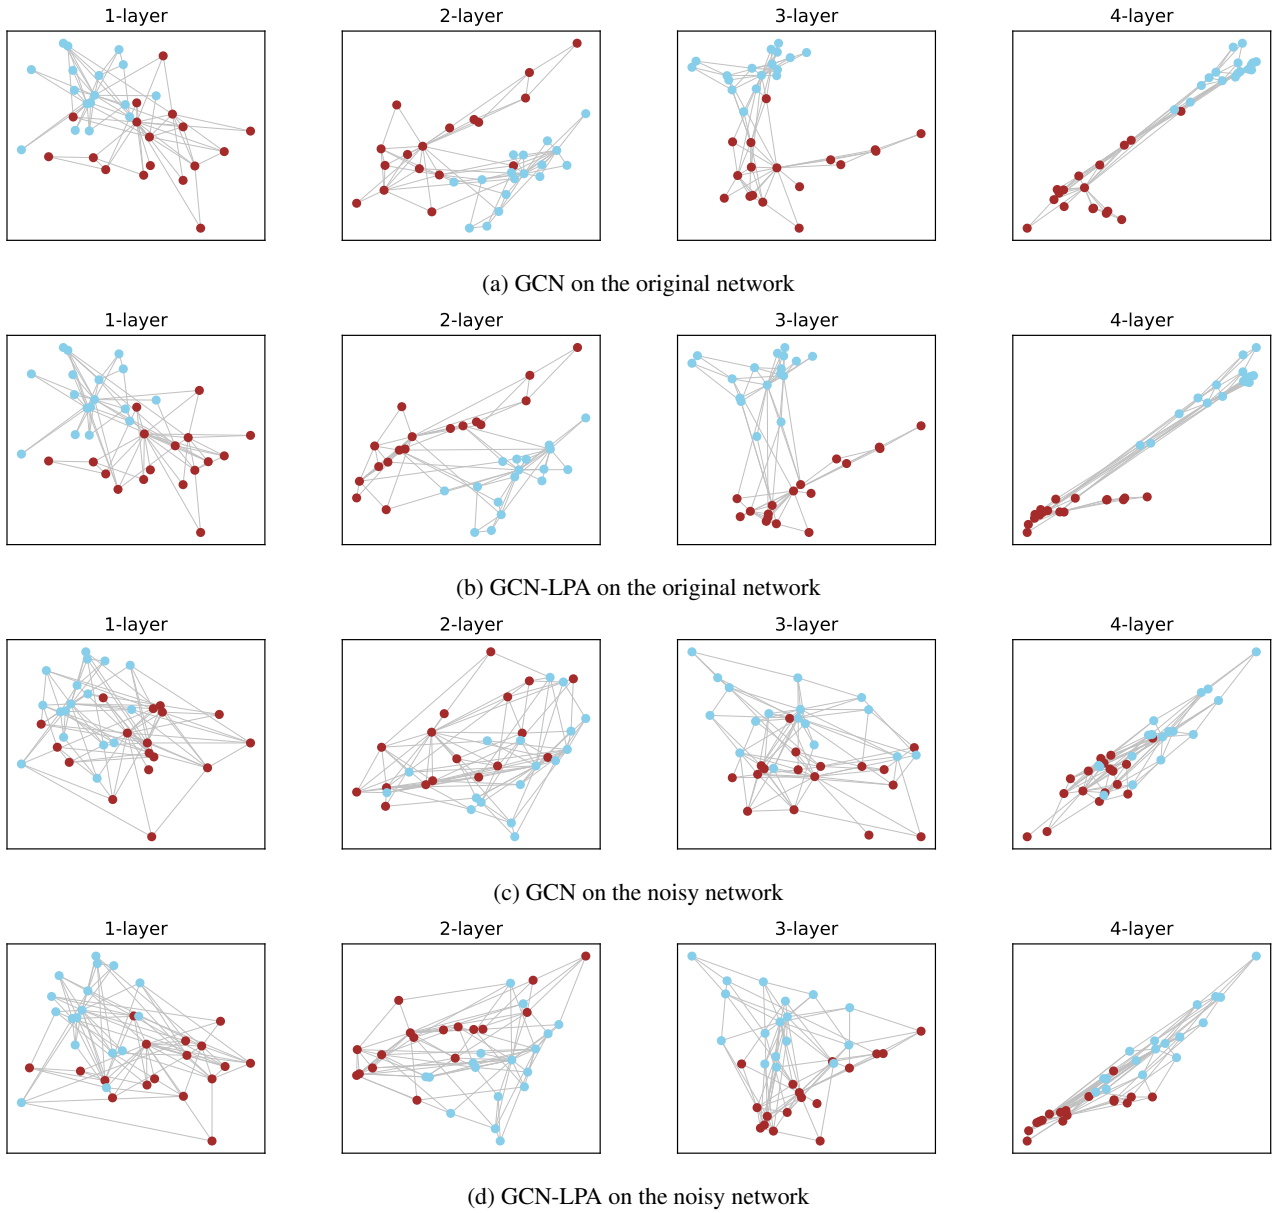 1-layer 2-layer 3-layer 4-layer
(a) GCN on the original network
1-layer 2-layer 3-layer 4-layer
(b) GCN-LPA on the original network
1-layer 2-layer 3-layer 4-layer
(c) GCN on the noisy network
1-layer 2-layer 3-layer 4-layer
(d) GCN-LPA on the noisy network